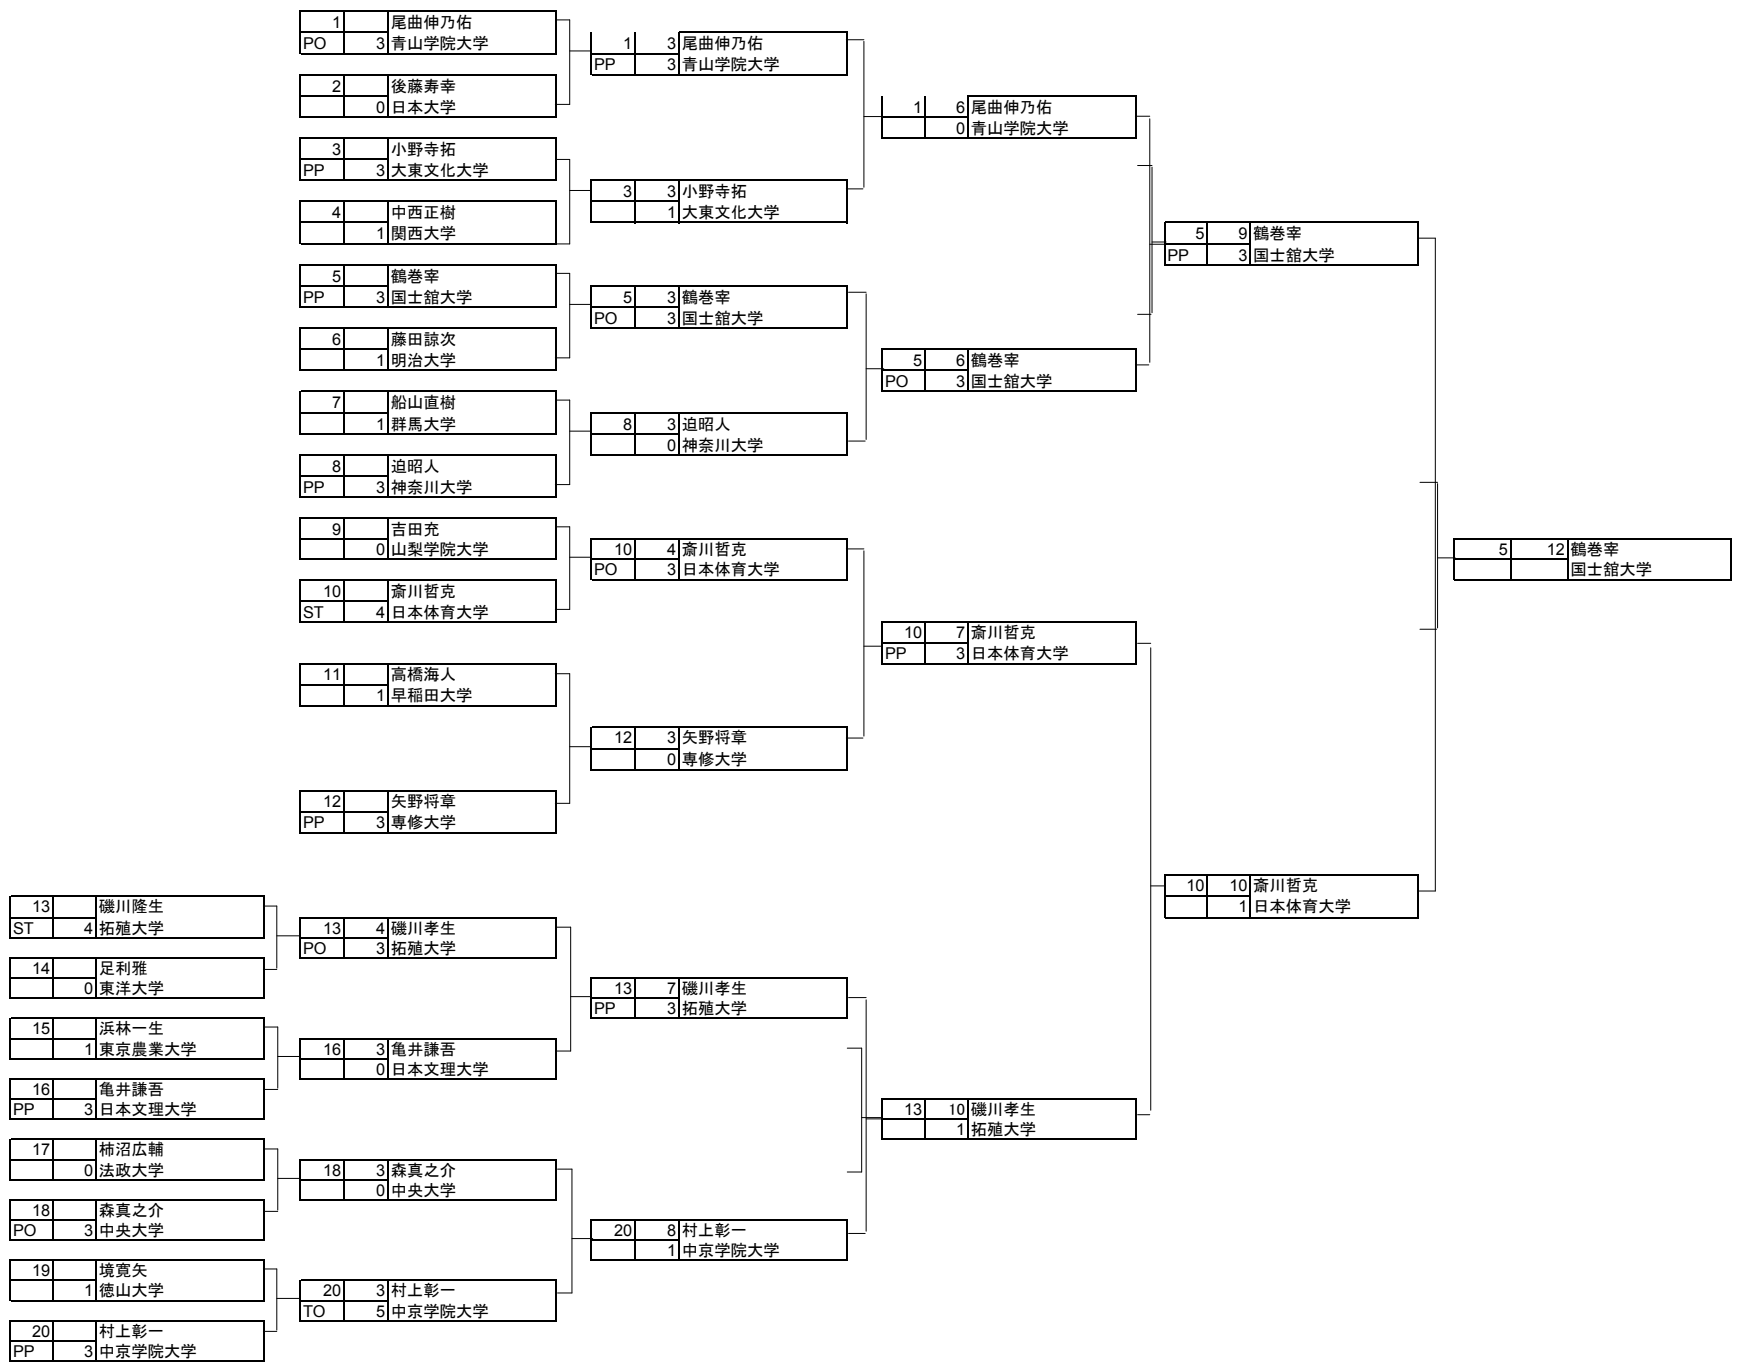 1 尾曲伸乃佑
PO 3 青山学院大学
2 後藤寿幸
0 日本大学
3 小野寺拓
PP 3 大東文化大学
4 中西正樹
1 関西大学
5 鶴巻宰
PP 3 国士舘大学
6 藤田諒次
1 明治大学
7 船山直樹
1 群馬大学
8 迫昭人
PP 3 神奈川大学
9 吉田充
0 山梨学院大学
10 斎川哲克
ST 4 日本体育大学
11 高橋海人
1 早稲田大学
12 矢野将章
PP 3 専修大学
13 磯川隆生
ST 4 拓殖大学
14 足利雅
0 東洋大学
15 浜林一生
1 東京農業大学
16 亀井謙吾
PP 3 日本文理大学
17 柿沼広輔
0 法政大学
18 森真之介
PO 3 中央大学
19 境寛矢
1 徳山大学
20 村上彰一
PP 3 中京学院大学
13 4 磯川孝生
PO 3 拓殖大学
16 3 亀井謙吾
0 日本文理大学
18 3 森真之介
0 中央大学
20 3 村上彰一
TO 5 中京学院大学
1 3 尾曲伸乃佑
PP 3 青山学院大学
3 3 小野寺拓
1 大東文化大学
5 3 鶴巻宰
PO 3 国士舘大学
8 3 迫昭人
0 神奈川大学
10 4 斎川哲克
PO 3 日本体育大学
12 3 矢野将章
0 専修大学
13 7 磯川孝生
PP 3 拓殖大学
20 8 村上彰一
1 中京学院大学
1 6 尾曲伸乃佑
0 青山学院大学
5 6 鶴巻宰
PO 3 国士舘大学
10 7 斎川哲克
PP 3 日本体育大学
13 10 磯川孝生
1 拓殖大学
5 9 鶴巻宰
PP 3 国士舘大学
10 10 斎川哲克
1 日本体育大学
5 12 鶴巻宰
国士舘大学